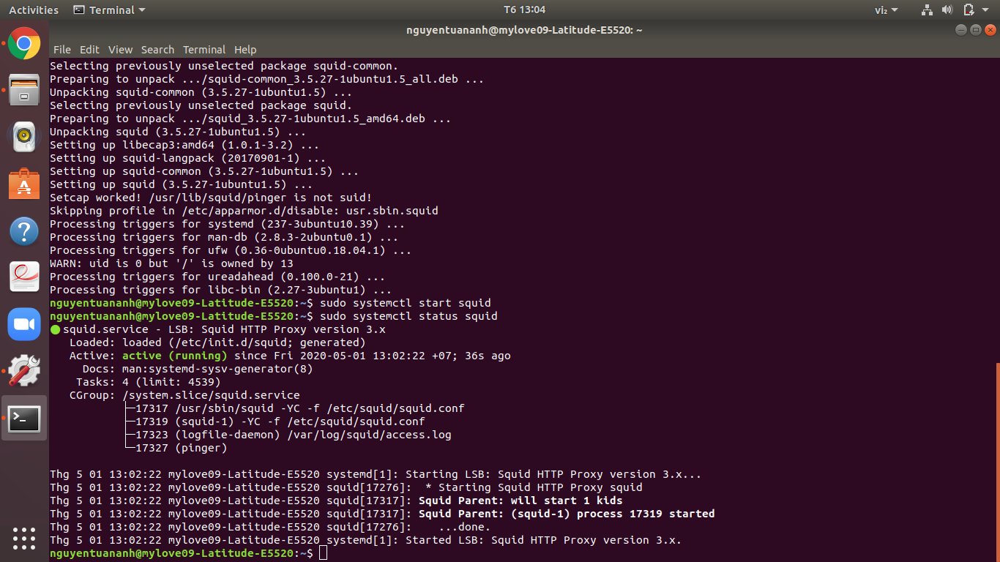 Activities Terminal T6 13:04 vi₂
nguyentuananh@mylove09-Latitude-E5520: ~
File Edit View Search Terminal Help
Selecting previously unselected package squid-common.
Preparing to unpack .../squid-common_3.5.27-1ubuntu1.5_all.deb ...
Unpacking squid-common (3.5.27-1ubuntu1.5) ...
Selecting previously unselected package squid.
Preparing to unpack .../squid_3.5.27-1ubuntu1.5_amd64.deb ...
Unpacking squid (3.5.27-1ubuntu1.5) ...
Setting up libecap3:amd64 (1.0.1-3.2) ...
Setting up squid-langpack (20170901-1) ...
Setting up squid-common (3.5.27-1ubuntu1.5) ...
Setting up squid (3.5.27-1ubuntu1.5) ...
Setcap worked! /usr/lib/squid/pinger is not suid!
Skipping profile in /etc/apparmor.d/disable: usr.sbin.squid
Processing triggers for systemd (237-3ubuntu10.39) ...
Processing triggers for man-db (2.8.3-2ubuntu0.1) ...
Processing triggers for ufw (0.36-0ubuntu0.18.04.1) ...
WARN: uid is 0 but '/' is owned by 13
Processing triggers for ureadahead (0.100.0-21) ...
Processing triggers for libc-bin (2.27-3ubuntu1) ...
nguyentuananh@mylove09-Latitude-E5520:~$ sudo systemctl start squid
nguyentuananh@mylove09-Latitude-E5520:~$ sudo systemctl status squid
● squid.service - LSB: Squid HTTP Proxy version 3.x
   Loaded: loaded (/etc/init.d/squid; generated)
   Active: active (running) since Fri 2020-05-01 13:02:22 +07; 36s ago
     Docs: man:systemd-sysv-generator(8)
    Tasks: 4 (limit: 4539)
   CGroup: /system.slice/squid.service
           ├─17317 /usr/sbin/squid -YC -f /etc/squid/squid.conf
           ├─17319 (squid-1) -YC -f /etc/squid/squid.conf
           ├─17323 (logfile-daemon) /var/log/squid/access.log
           └─17327 (pinger)
Thg 5 01 13:02:22 mylove09-Latitude-E5520 systemd[1]: Starting LSB: Squid HTTP Proxy version 3.x...
Thg 5 01 13:02:22 mylove09-Latitude-E5520 squid[17276]:  * Starting Squid HTTP Proxy squid
Thg 5 01 13:02:22 mylove09-Latitude-E5520 squid[17317]: Squid Parent: will start 1 kids
Thg 5 01 13:02:22 mylove09-Latitude-E5520 squid[17317]: Squid Parent: (squid-1) process 17319 started
Thg 5 01 13:02:22 mylove09-Latitude-E5520 squid[17276]:    ...done.
Thg 5 01 13:02:22 mylove09-Latitude-E5520 systemd[1]: Started LSB: Squid HTTP Proxy version 3.x.
nguyentuananh@mylove09-Latitude-E5520:~$